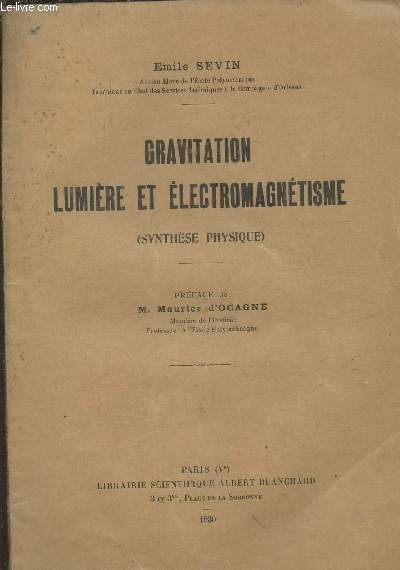 © le-livre.com
Emile SEVIN
Ancien Élève de l'École Polytechnique
Ingénieur en Chef des Services Techniques à la Compagnie d'Orléans
GRAVITATION
LUMIÈRE ET ÉLECTROMAGNÉTISME
(SYNTHÈSE PHYSIQUE)
PRÉFACE de
M. Maurice d'OCAGNE
Membre de l'Institut
Professeur à l'École Polytechnique
PARIS (Vᵉ)
LIBRAIRIE SCIENTIFIQUE ALBERT BLANCHARD
3 ET 3ᵇⁱˢ, PLACE DE LA SORBONNE
1930